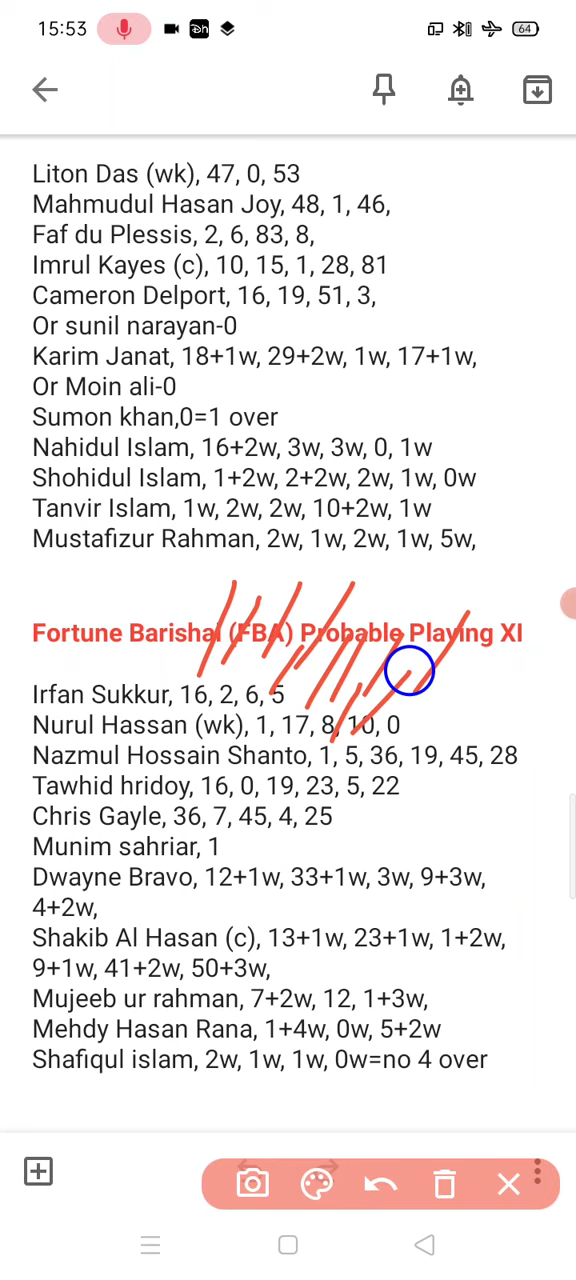 15:53
64
Liton Das (wk), 47, 0, 53
Mahmudul Hasan Joy, 48, 1, 46,
Faf du Plessis, 2, 6, 83, 8,
Imrul Kayes (c), 10, 15, 1, 28, 81
Cameron Delport, 16, 19, 51, 3,
Or sunil narayan-0
Karim Janat, 18+1w, 29+2w, 1w, 17+1w,
Or Moin ali-0
Sumon khan,0=1 over
Nahidul Islam, 16+2w, 3w, 3w, 0, 1w
Shohidul Islam, 1+2w, 2+2w, 2w, 1w, 0w
Tanvir Islam, 1w, 2w, 2w, 10+2w, 1w
Mustafizur Rahman, 2w, 1w, 2w, 1w, 5w,
Fortune Barishal (FBA) Probable Playing XI
Irfan Sukkur, 16, 2, 6, 5
Nurul Hassan (wk), 1, 17, 8, 10, 0
Nazmul Hossain Shanto, 1, 5, 36, 19, 45, 28
Tawhid hridoy, 16, 0, 19, 23, 5, 22
Chris Gayle, 36, 7, 45, 4, 25
Munim sahriar, 1
Dwayne Bravo, 12+1w, 33+1w, 3w, 9+3w,
4+2w,
Shakib Al Hasan (c), 13+1w, 23+1w, 1+2w,
9+1w, 41+2w, 50+3w,
Mujeeb ur rahman, 7+2w, 12, 1+3w,
Mehdy Hasan Rana, 1+4w, 0w, 5+2w
Shafiqul islam, 2w, 1w, 1w, 0w=no 4 over